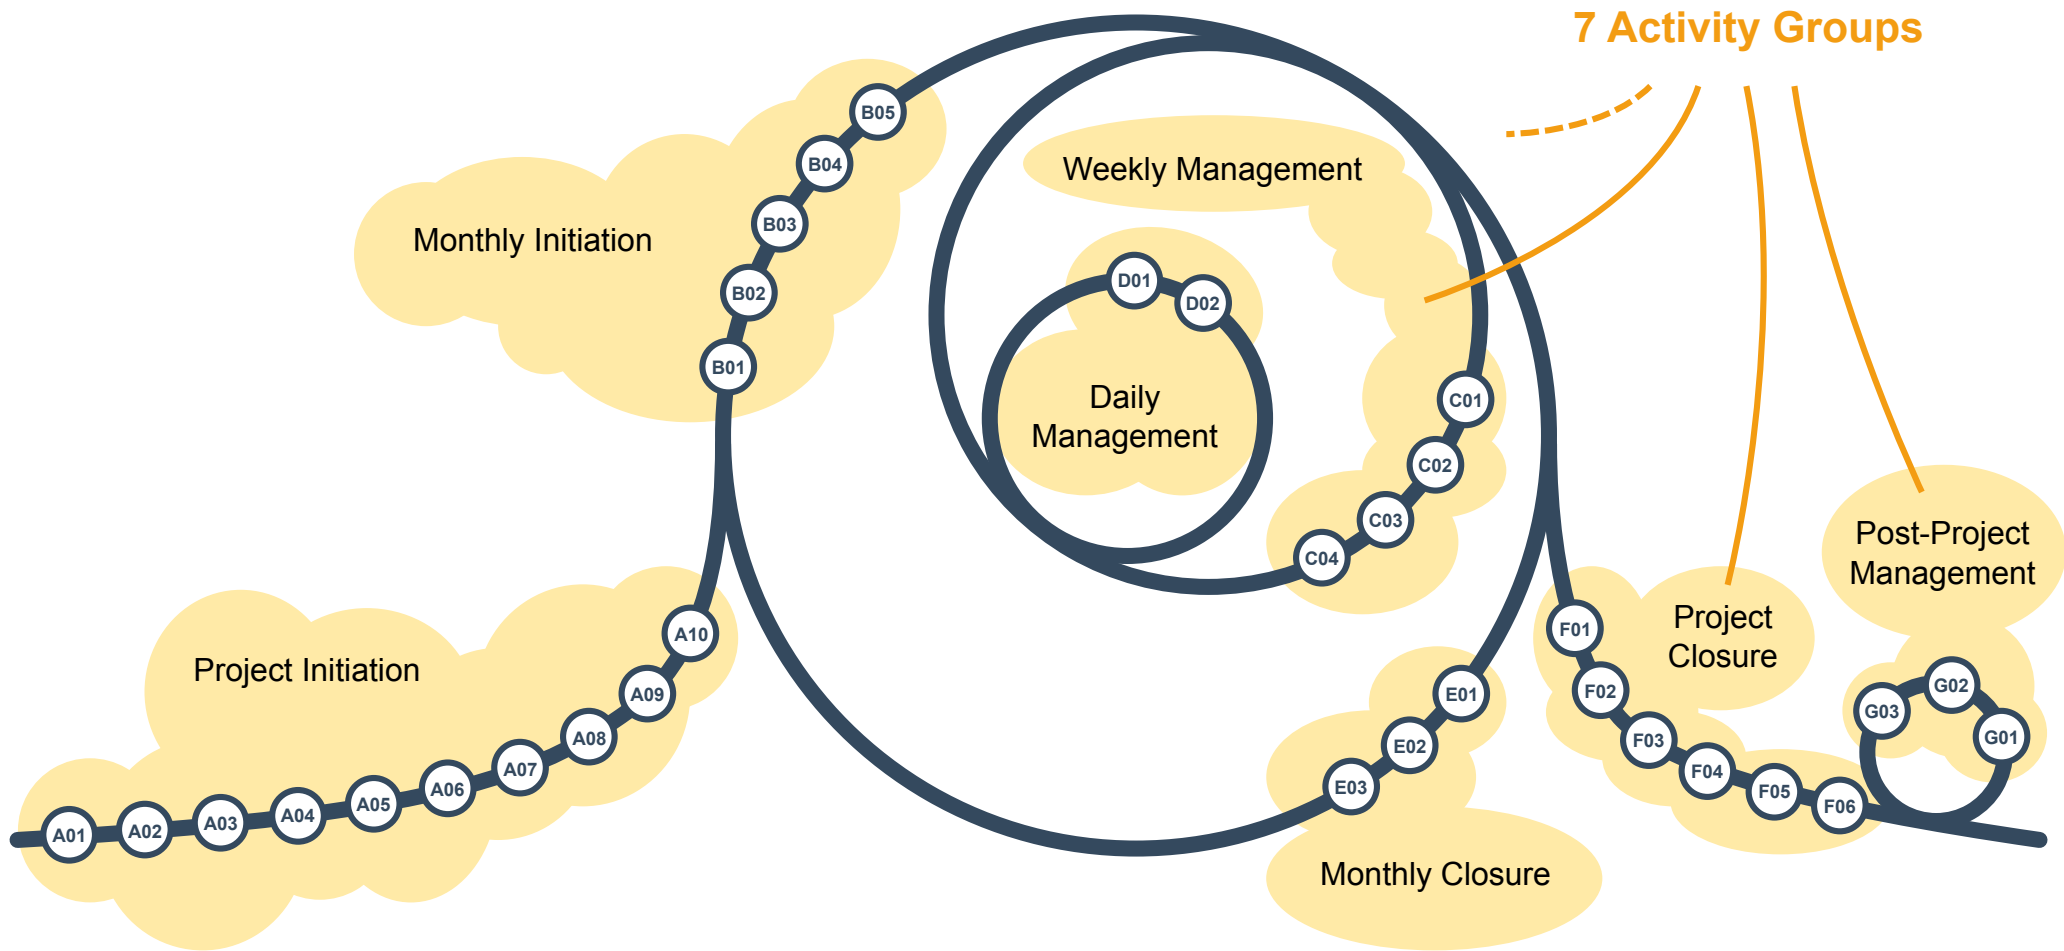 7 Activity Groups
Monthly Initiation
B05
B04
B03
B02
B01
Weekly Management
D01
D02
Daily
Management
C01
C02
C03
C04
Project Initiation
A01
A02
A03
A04
A05
A06
A07
A08
A09
A10
E01
E02
E03
Monthly Closure
F01
F02
F03
F04
F05
F06
Project
Closure
Post-Project
Management
G03
G02
G01